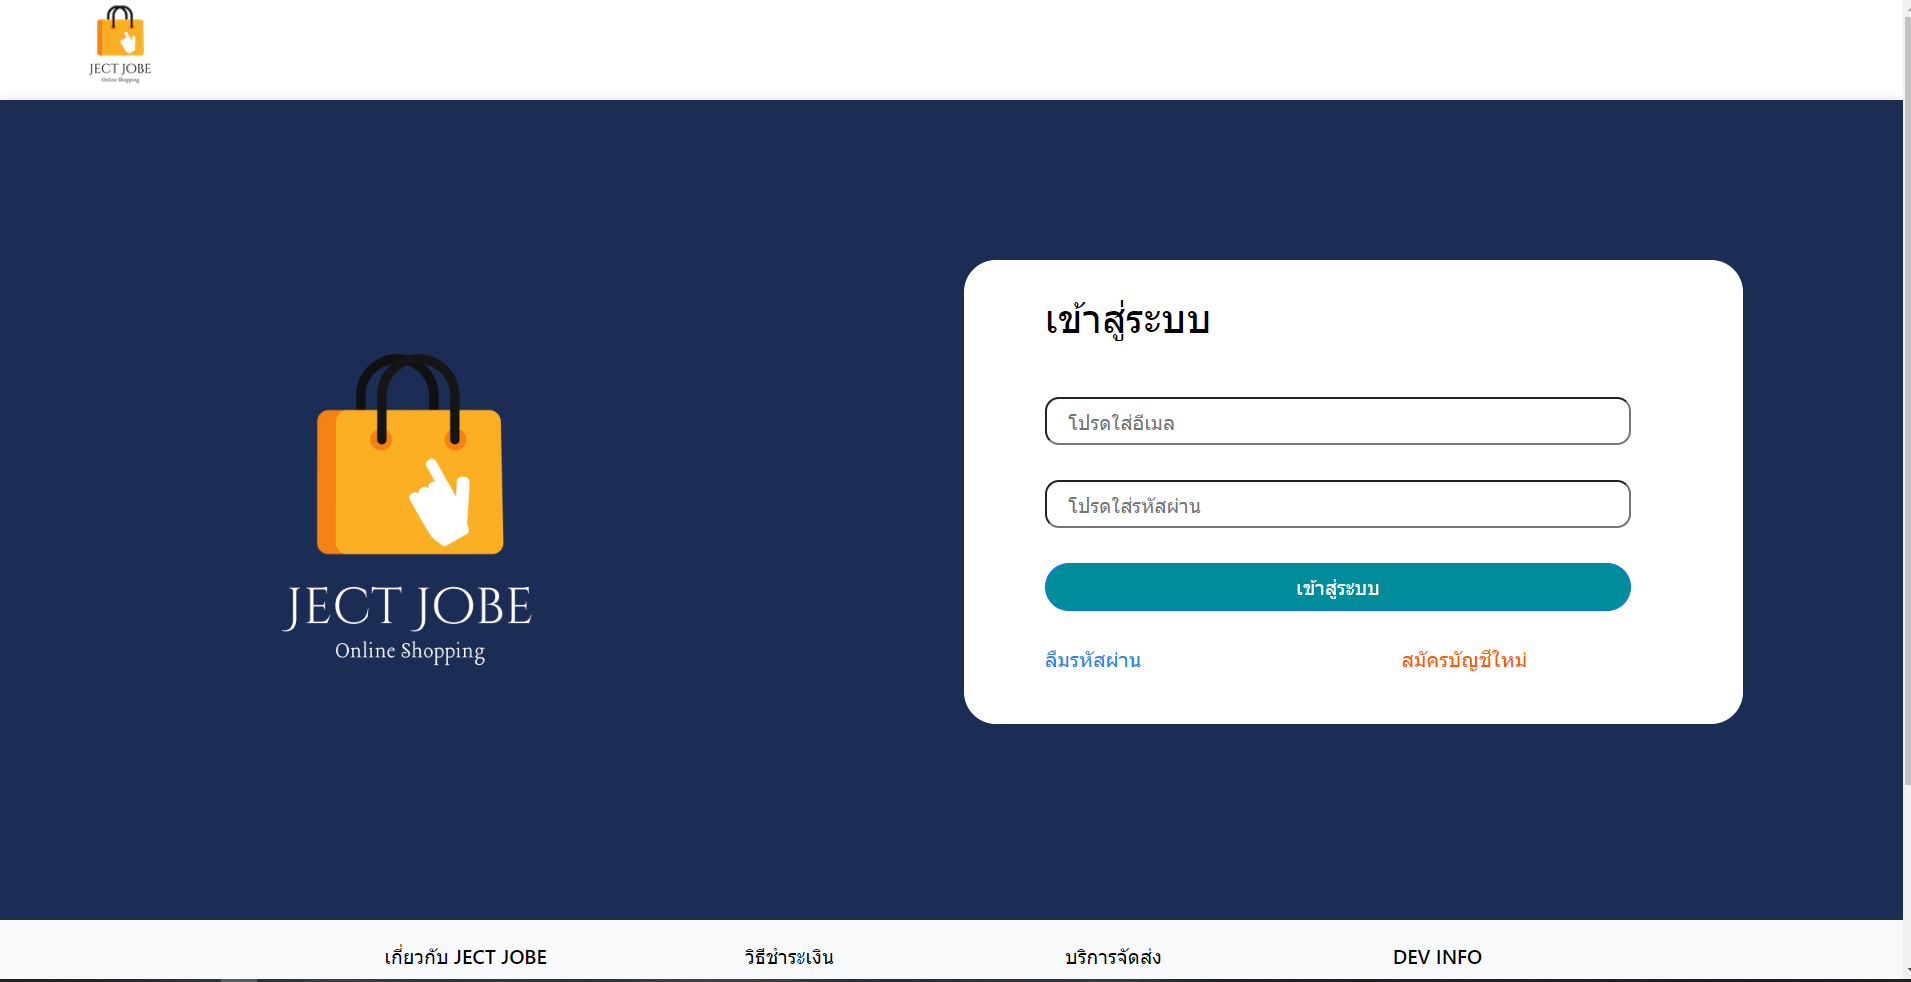 JECT JOBE
Online Shopping
เข้าสู่ระบบ
โปรดใส่อีเมล
โปรดใส่รหัสผ่าน
เข้าสู่ระบบ
ลืมรหัสผ่าน
สมัครบัญชีใหม่
JECT JOBE
Online Shopping
เกี่ยวกับ JECT JOBE
วิธีชำระเงิน
บริการจัดส่ง
DEV INFO